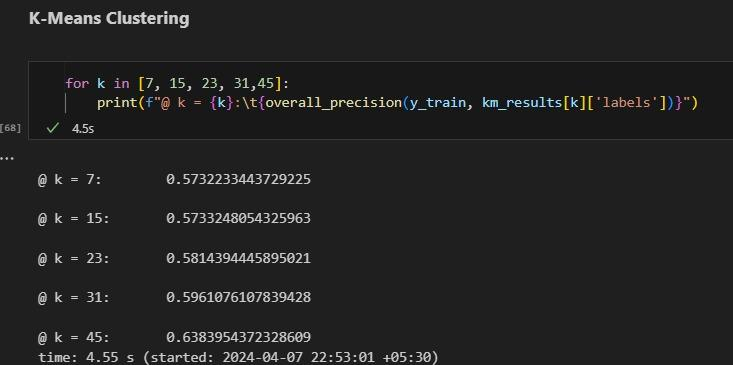 K-Means Clustering
for k in [7, 15, 23, 31,45]:
print(f"@ k = {k}:\t{overall_precision(y_train, km_results[k]['labels'])}")
[68]
4.5s
...
@ k = 7: 0.5732233443729225
@ k = 15: 0.5733248054325963
@ k = 23: 0.5814394445895021
@ k = 31: 0.5961076107839428
@ k = 45: 0.6383954372328609
time: 4.55 s (started: 2024-04-07 22:53:01 +05:30)